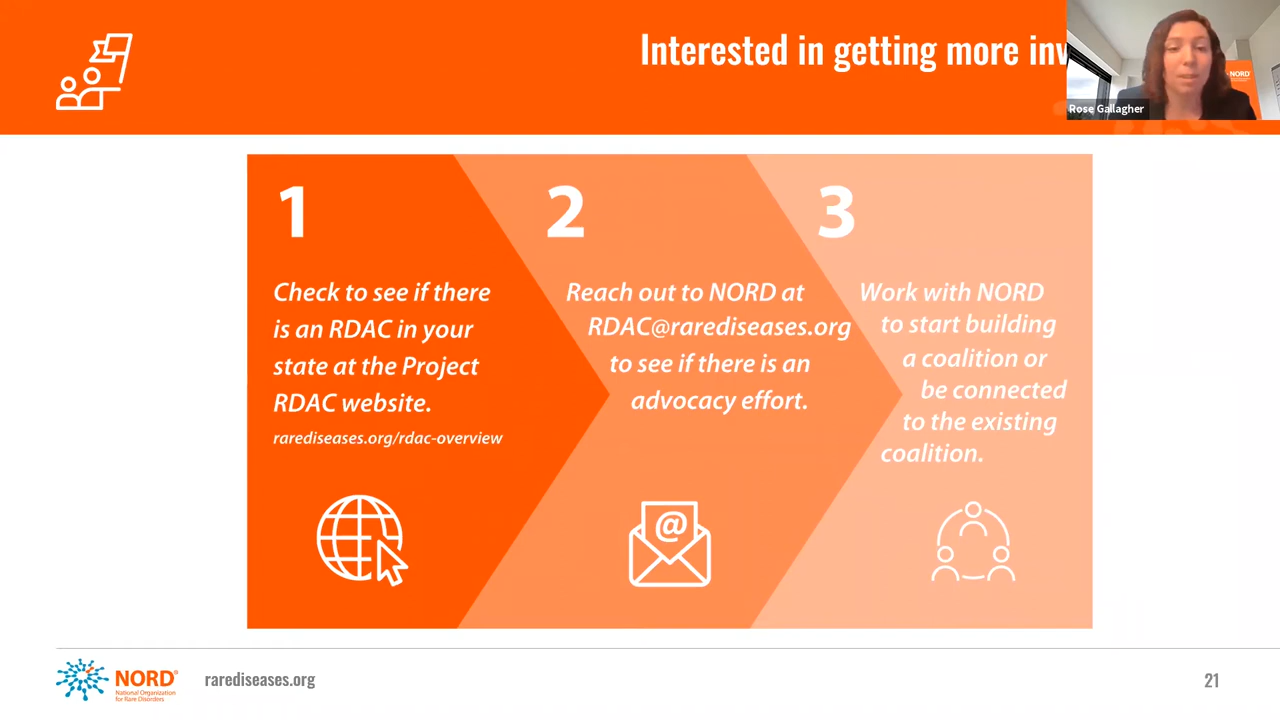 Interested in getting more
NORD
Rose Gallagher
1
Check to see if there
is an RDAC in your
state at the Project
RDAC website.
rarediseases.org/rdac-overview
2
Reach out to NORD at
RDAC@rarediseases.org
to see if there is an
advocacy effort.
@
3
Work with NORD
to start building
a coalition or
be connected
to the existing
coalition.
NORD®
National Organization
for Rare Disorders
rarediseases.org
21